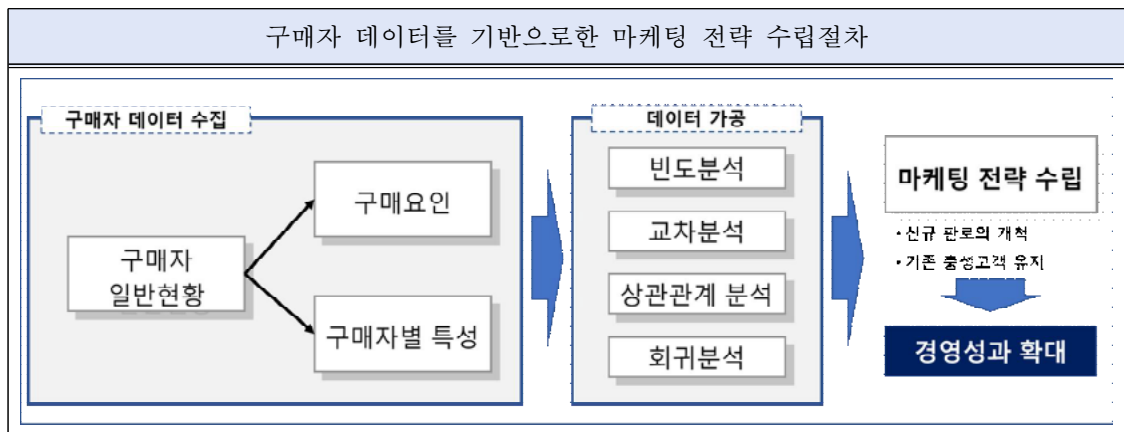 구매자 데이터를 기반으로한 마케팅 전략 수립절차
구매자 데이터 수집
구매자
일반현황
구매요인
구매자별 특성
데이터 가공
빈도분석
교차분석
상관관계 분석
회귀분석
마케팅 전략 수립
• 신규 판로의 개척
• 기존 충성고객 유지
경영성과 확대